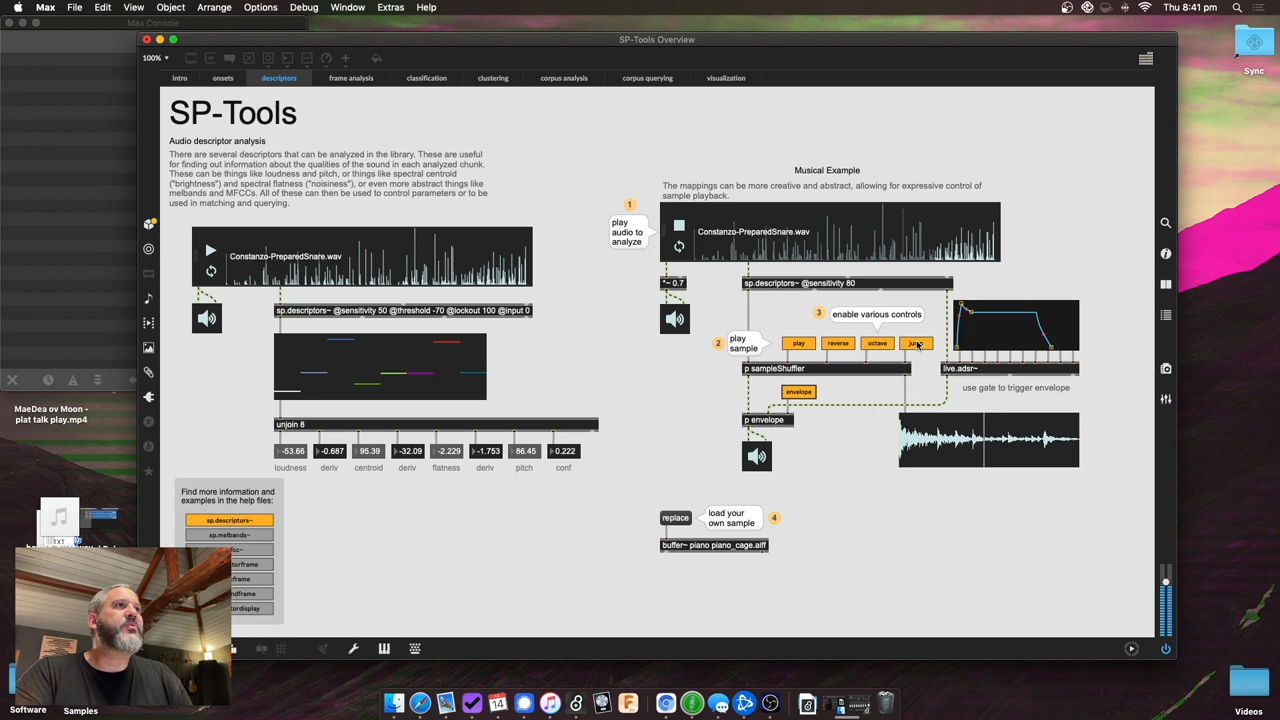 Max File Edit View Object Arrange Options Debug Window Extras Help
Thu 8:41 pm
Max Console
SP-Tools Overview
100%
intro onsets descriptors frame analysis classification clustering corpus analysis corpus querying visualization
SP-Tools
Audio descriptor analysis
There are several descriptors that can be analyzed in the library. These are useful
for finding out information about the qualities of the sound in each analyzed chunk.
These can be things like loudness and pitch, or things like spectral centroid
("brightness") and spectral flatness ("noisiness"), or even more abstract things like
melbands and MFCCs. All of these can then be used to control parameters or to be
used in matching and querying.
Constanzo-PreparedSnare.wav
sp.descriptors~ @sensitivity 50 @threshold -70 @lockout 100 @input 0
unjoin 8
-53.66 -0.687 95.39 -32.09 -2.229 -1.753 86.45 0.222
loudness deriv centroid deriv flatness deriv pitch conf
Find more information and
examples in the help files:
sp.descriptors~
sp.melbands~
Musical Example
The mappings can be more creative and abstract, allowing for expressive control of
sample playback.
1
play
audio to
analyze
Constanzo-PreparedSnare.wav
*~ 0.7
sp.descriptors~ @sensitivity 80
3 enable various controls
2 play
sample
play reverse octave
p sampleShuffler
live.adsr~
use gate to trigger envelope
envelope
p envelope
replace
load your
own sample
4
buffer~ piano piano_cage.aiff
MaeDea ov Moon -
plat talk plow.mp4
TXT
Software
Samples
Sync
Videos
14